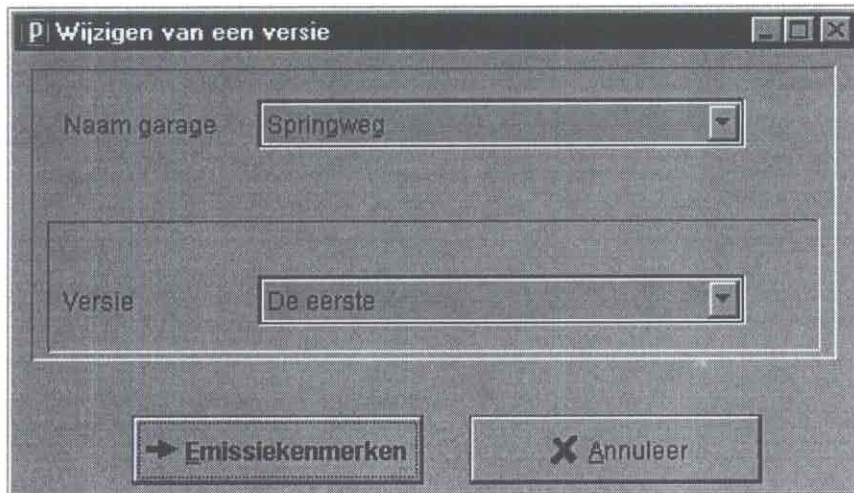 p Wijzigen van een versie
Naam garage Springweg
Versie De eerste
Emissiekenmerken Annuleer